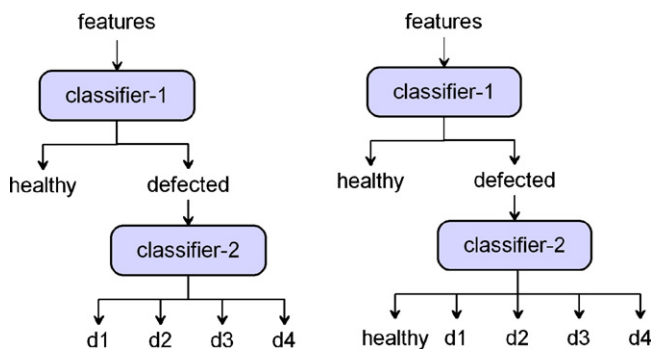 features
classifier-1
healthy
defected
classifier-2
d1
d2
d3
d4
features
classifier-1
healthy
defected
classifier-2
healthy
d1
d2
d3
d4